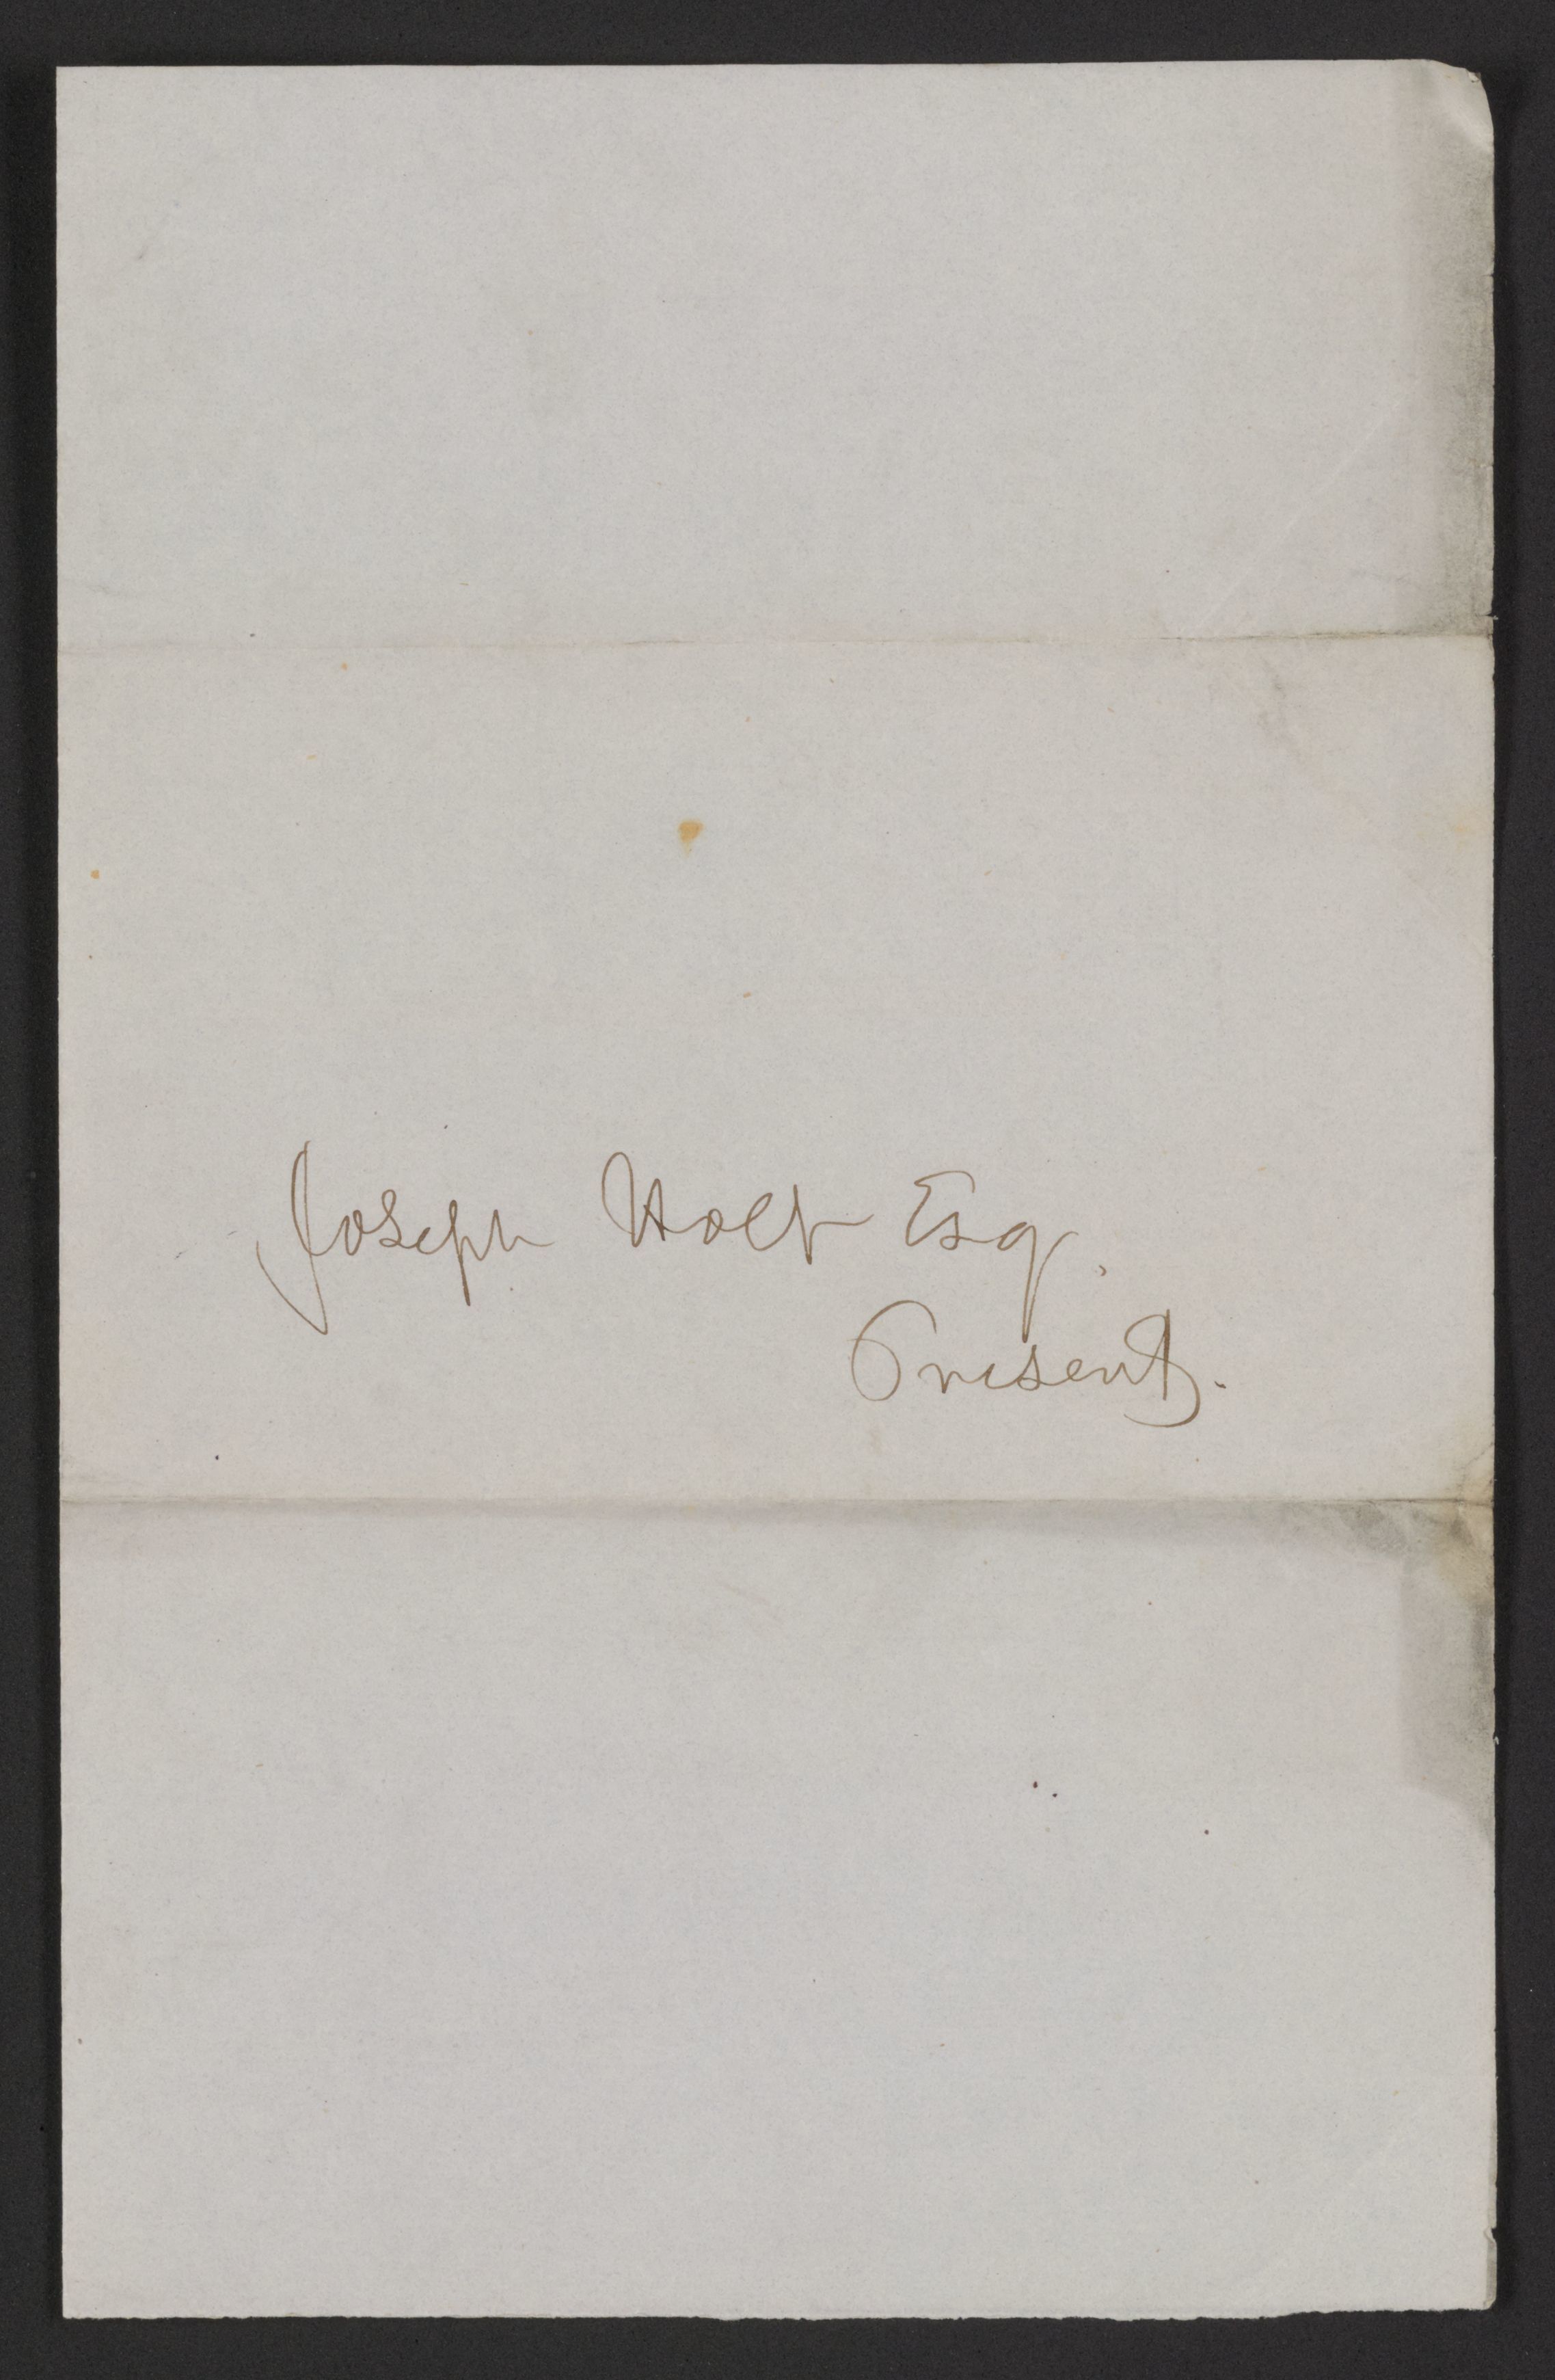 Joseph Holt Esq.
Present.